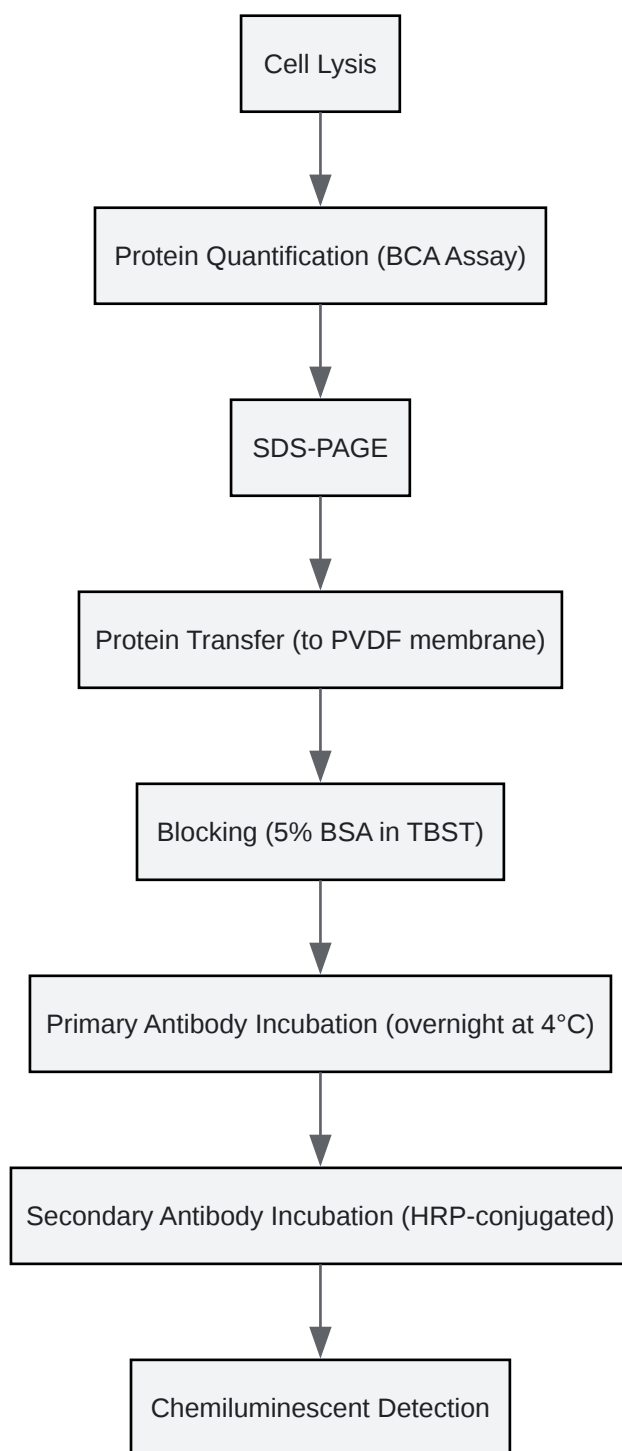 Cell Lysis
Protein Quantification (BCA Assay)
SDS-PAGE
Protein Transfer (to PVDF membrane)
Blocking (5% BSA in TBST)
Primary Antibody Incubation (overnight at 4°C)
Secondary Antibody Incubation (HRP-conjugated)
Chemiluminescent Detection